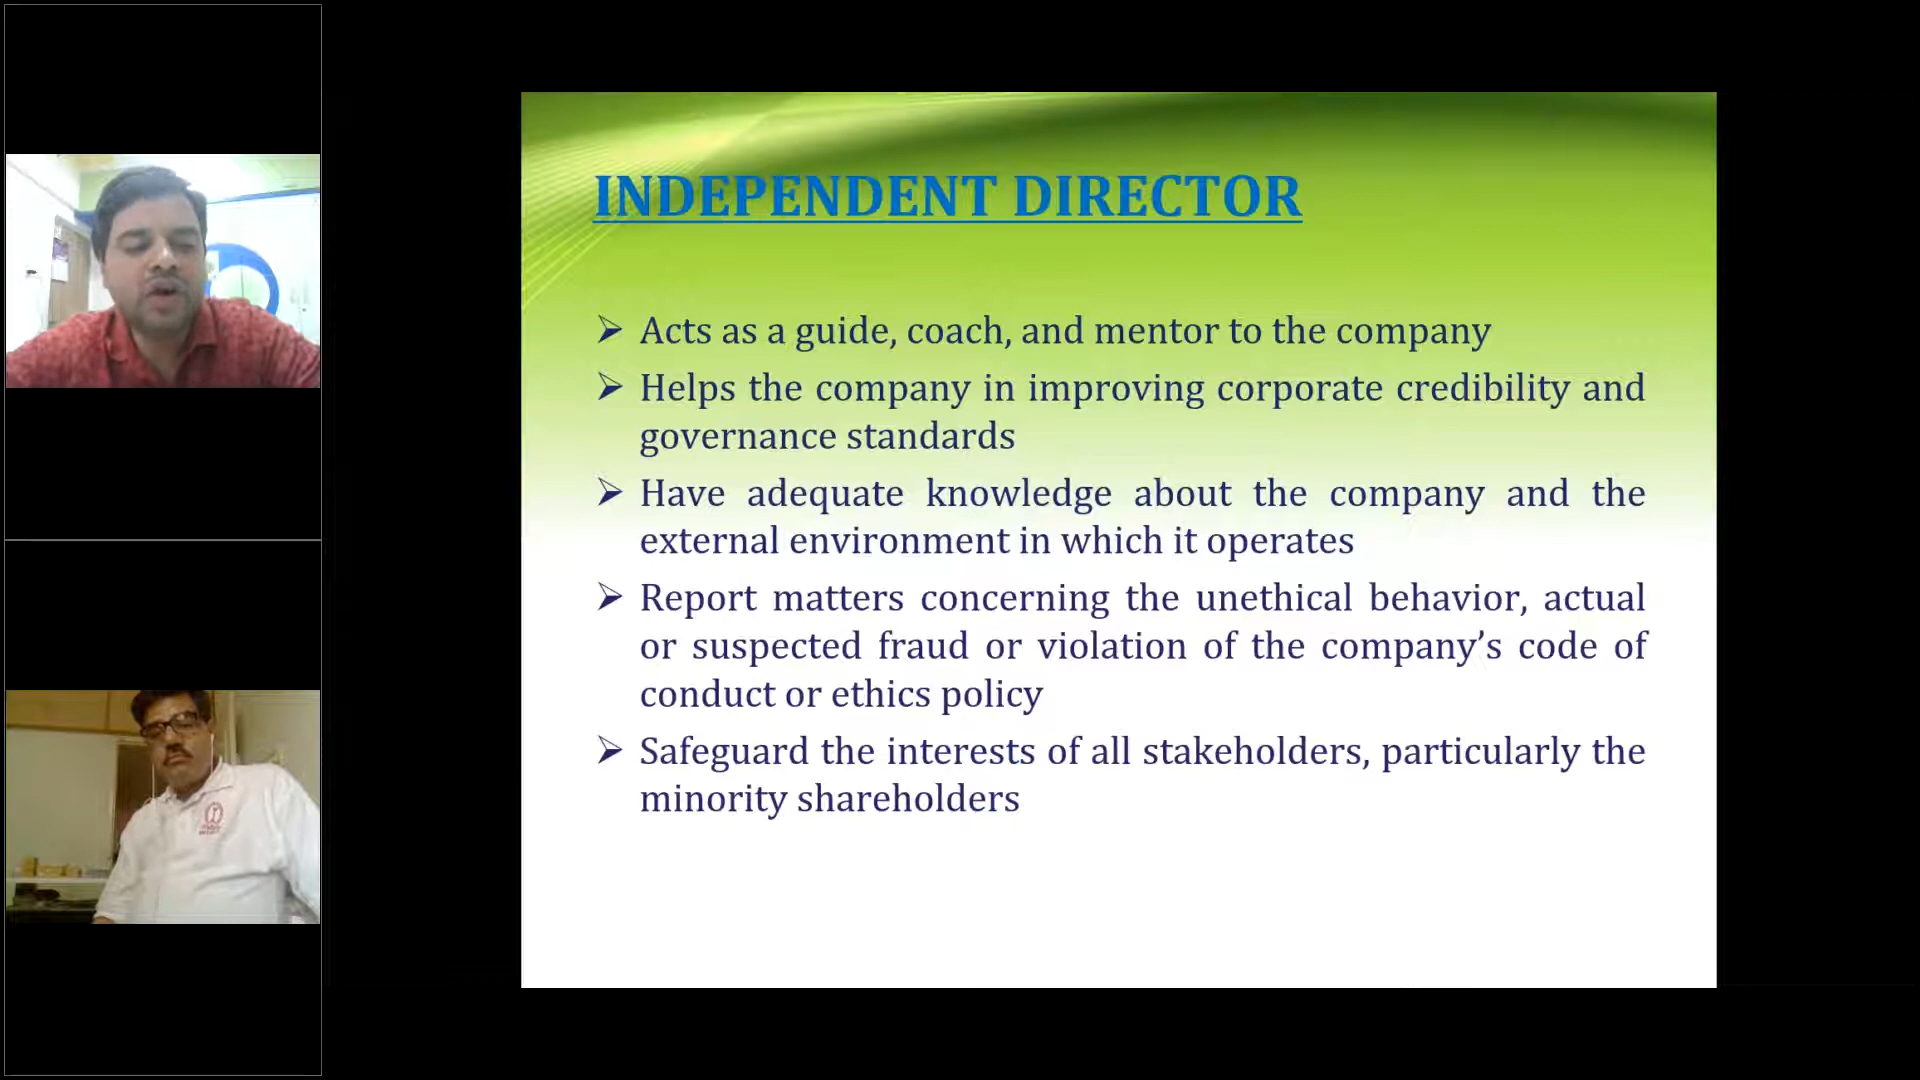 INDEPENDENT DIRECTOR
Acts as a guide, coach, and mentor to the company
Helps the company in improving corporate credibility and
governance standards
Have adequate knowledge about the company and the
external environment in which it operates
Report matters concerning the unethical behavior, actual
or suspected fraud or violation of the company’s code of
conduct or ethics policy
Safeguard the interests of all stakeholders, particularly the
minority shareholders